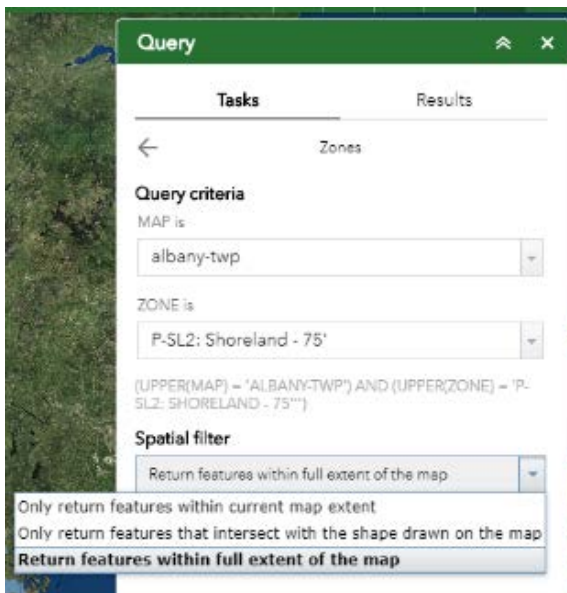 Query
Tasks Results
Zones
Query criteria
MAP is
albany-twp
ZONE is
P-SL2: Shoreland - 75'
(UPPER(MAP) = 'ALBANY-TWP') AND (UPPER(ZONE) = 'P-
SL2: SHORELAND - 75''')
Spatial filter
Return features within full extent of the map
Only return features within current map extent
Only return features that intersect with the shape drawn on the map
Return features within full extent of the map